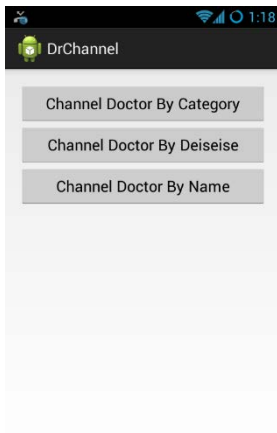 1:18
DrChannel
Channel Doctor By Category
Channel Doctor By Deiseise
Channel Doctor By Name